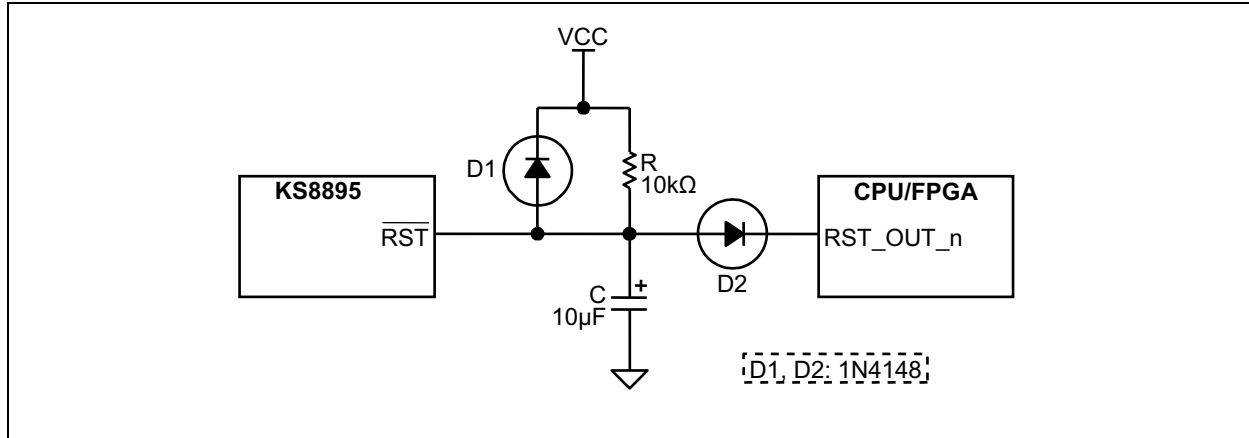 VCC
D1
R
10kΩ
KS8895
CPU/FPGA
RST
RST_OUT_n
D2
C
+
10µF
D1, D2: 1N4148